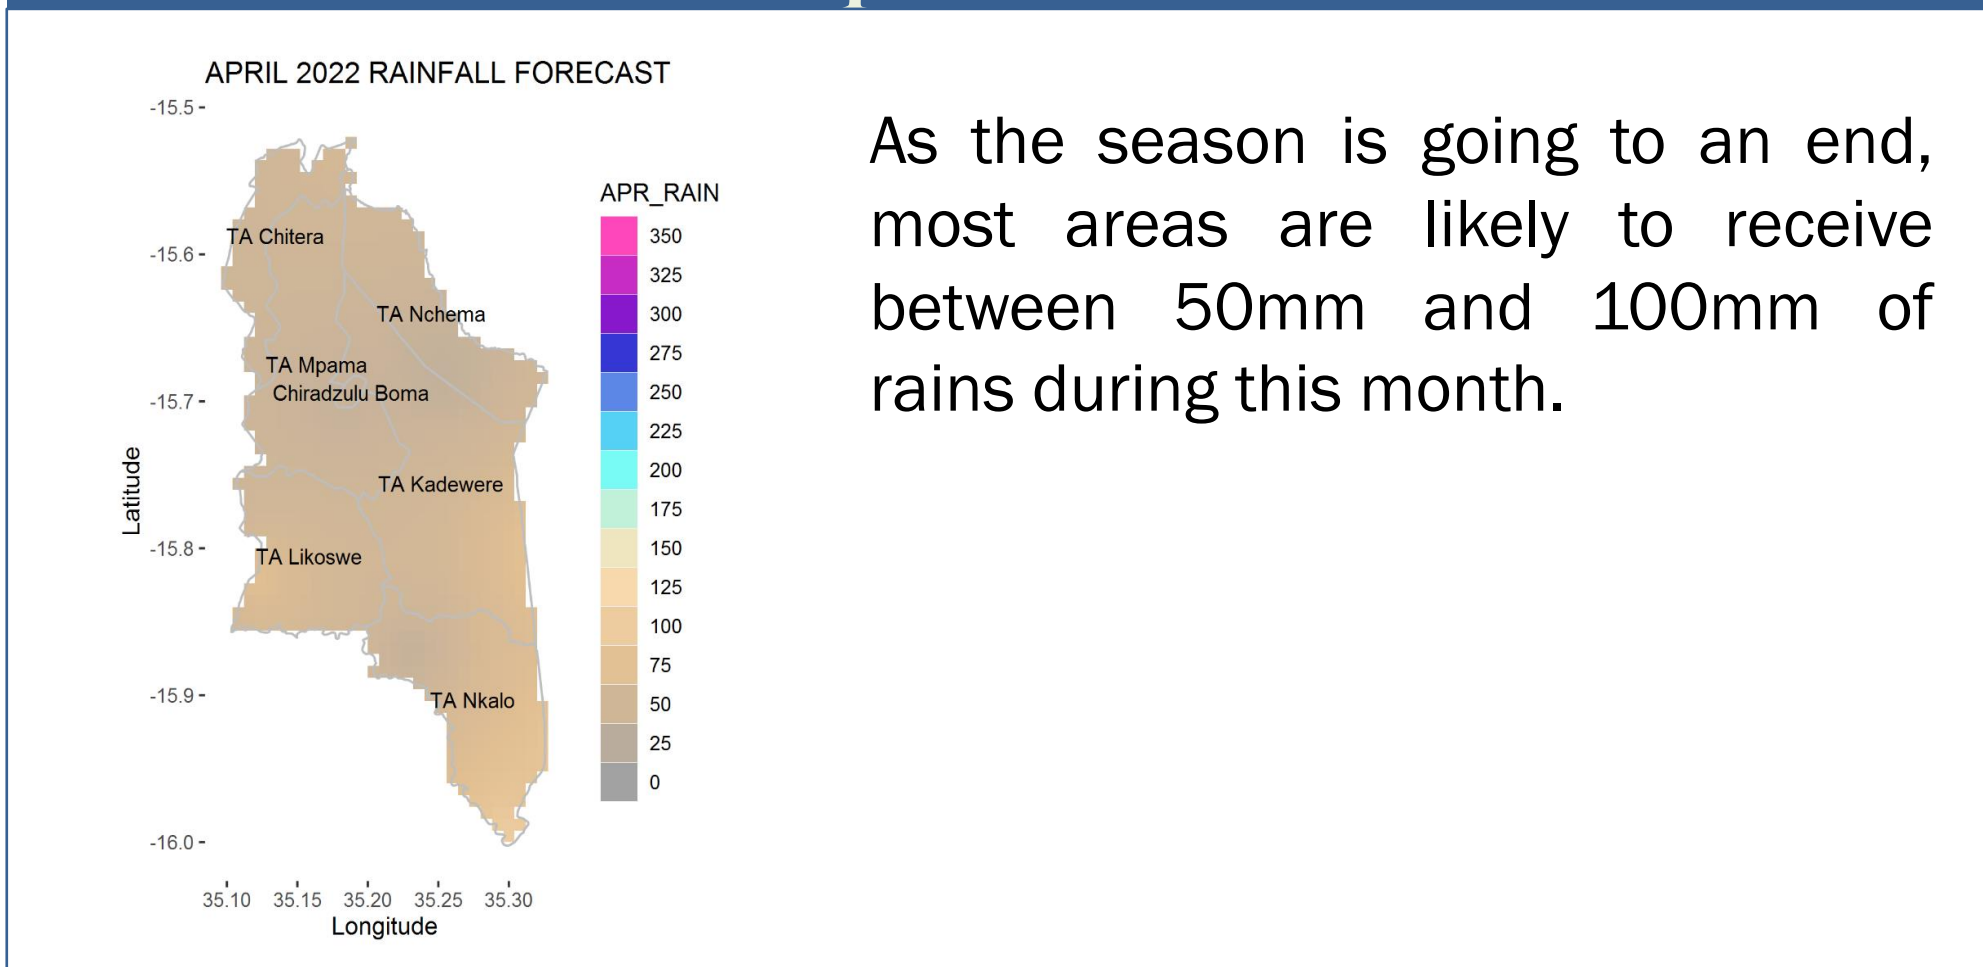 APRIL 2022 RAINFALL FORECAST
-15.5
-15.6
-15.7
-15.8
-15.9
-16.0
Latitude
35.10 35.15 35.20 35.25 35.30
Longitude
TA Chitera
TA Nchema
TA Mpama
Chiradzulu Boma
TA Kadewere
TA Likoswe
TA Nkalo
APR_RAIN
350
325
300
275
250
225
200
175
150
125
100
75
50
25
0
As the season is going to an end,
most areas are likely to receive
between 50mm and 100mm of
rains during this month.